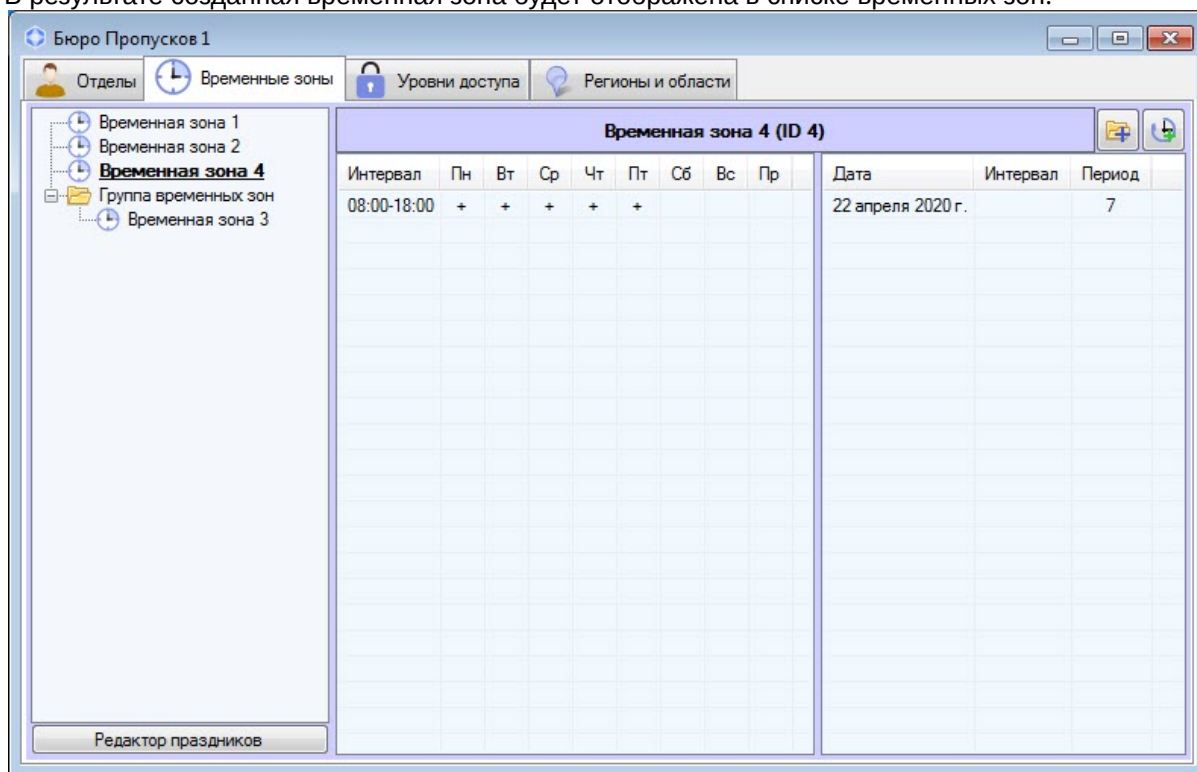 В результате созданная временная зона будет отображена в списке временных зон.
Бюро Пропусков 1
Отделы Временные зоны Уровни доступа Регионы и области
Временная зона 1
Временная зона 2
Временная зона 4
Группа временных зон
Временная зона 3
Временная зона 4 (ID 4)
Интервал Пн Вт Ср Чт Пт Сб Вс Пр
08:00-18:00 + + + + +
Дата Интервал Период
22 апреля 2020 г. 7
Редактор праздников